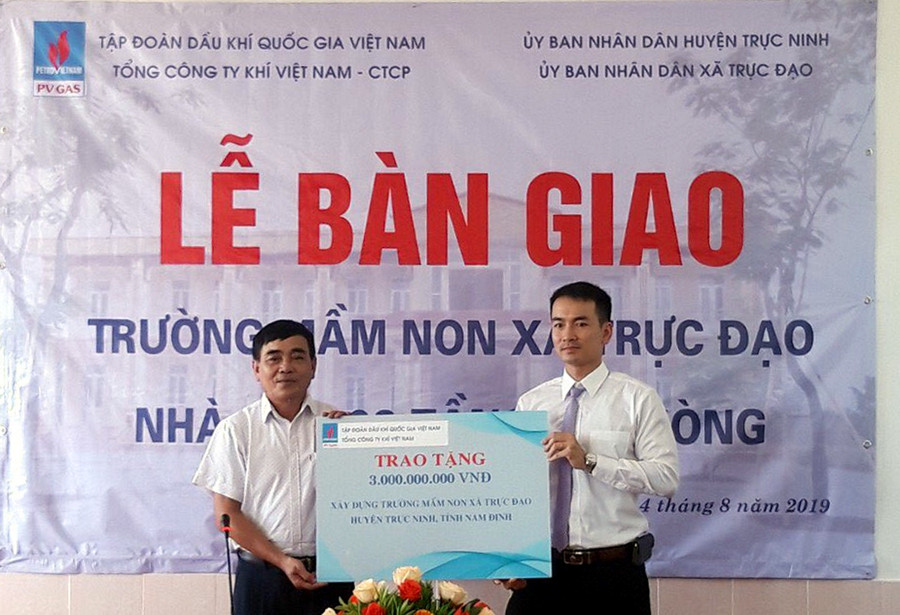 PETROVIETNAM
PV GAS
TẬP ĐOÀN DẦU KHÍ QUỐC GIA VIỆT NAM
TỔNG CÔNG TY KHÍ VIỆT NAM - CTCP
ỦY BAN NHÂN DÂN HUYỆN TRỰC NINH
ỦY BAN NHÂN DÂN XÃ TRỰC ĐẠO
LỄ BÀN GIAO
TRƯỜNG MẦM NON XÃ TRỰC ĐẠO
NHÀ TẦNG
4 tháng 8 năm 2019
TẬP ĐOÀN DẦU KHÍ QUỐC GIA VIỆT NAM
TỔNG CÔNG TY KHÍ VIỆT NAM
TRAO TẶNG
3.000.000.000 VNĐ
XÂY DỰNG TRƯỜNG MẦM NON XÃ TRỰC ĐẠO
HUYỆN TRỰC NINH, TỈNH NAM ĐỊNH